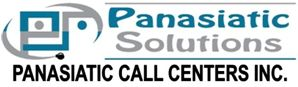 Panasiatic
Solutions
PANASIATIC CALL CENTERS INC.